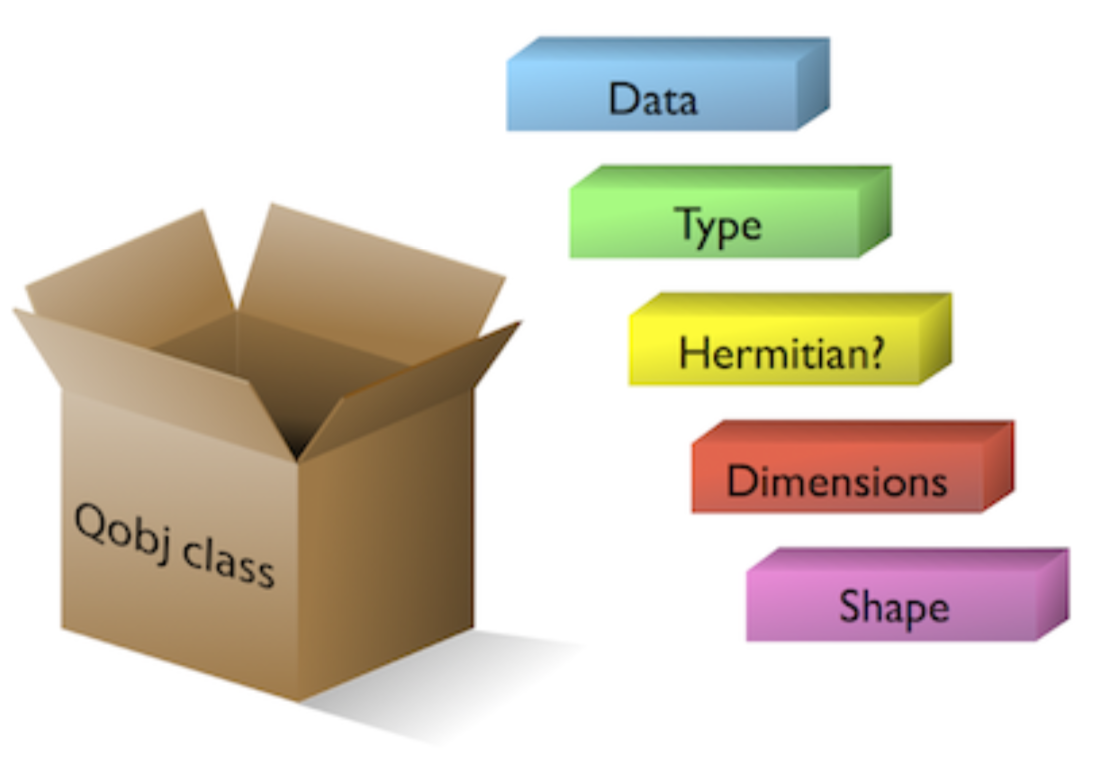 Data
Type
Hermitian?
Dimensions
Shape
Qobj class